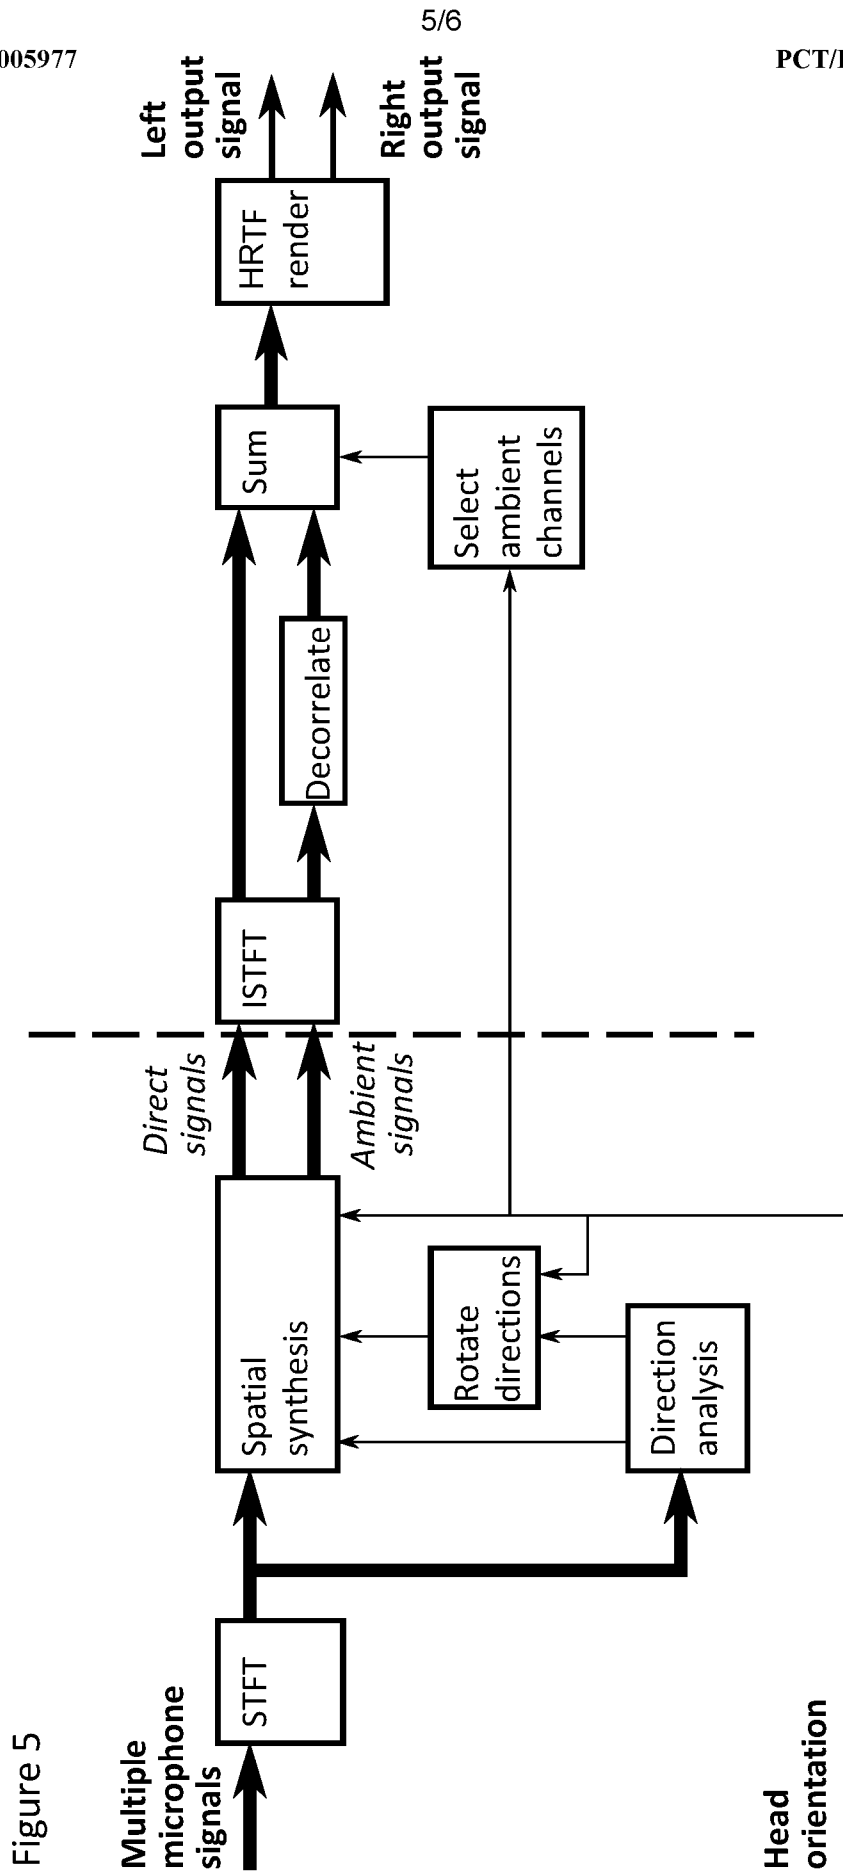 5/6
005977
PCT/I
Figure 5
Multiple
microphone
signals
STFT
Spatial
synthesis
Direction
analysis
Rotate
directions
Direct
signals
Ambient
signals
ISTFT
Decorrelate
Sum
Select
ambient
channels
HRTF
render
Left
output
signal
Right
output
signal
Head
orientation